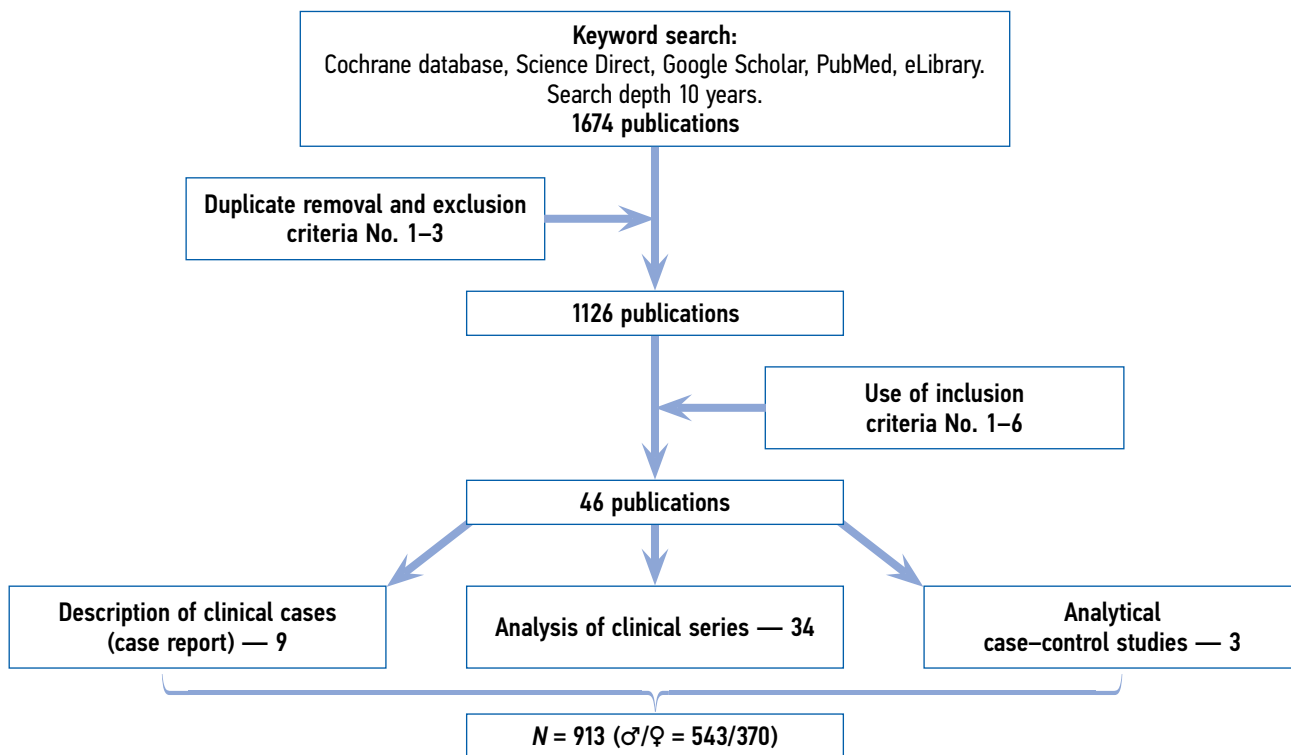 Keyword search:
Cochrane database, Science Direct, Google Scholar, PubMed, eLibrary.
Search depth 10 years.
1674 publications
Duplicate removal and exclusion
criteria No. 1–3
1126 publications
Use of inclusion
criteria No. 1–6
46 publications
Description of clinical cases
(case report) — 9
Analysis of clinical series — 34
Analytical
case–control studies — 3
N = 913 (♂/♀ = 543/370)